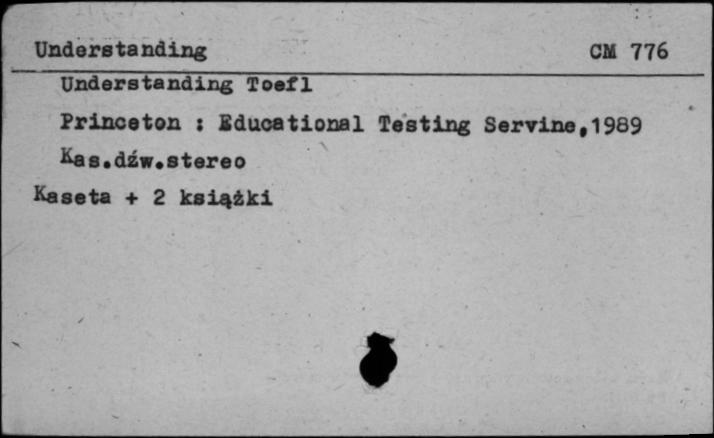 Understanding CM 776
Understanding Toefl
Princeton : Educational Testing Servine,1989
Kas.dźw.stereo
Kaseta + 2 książki